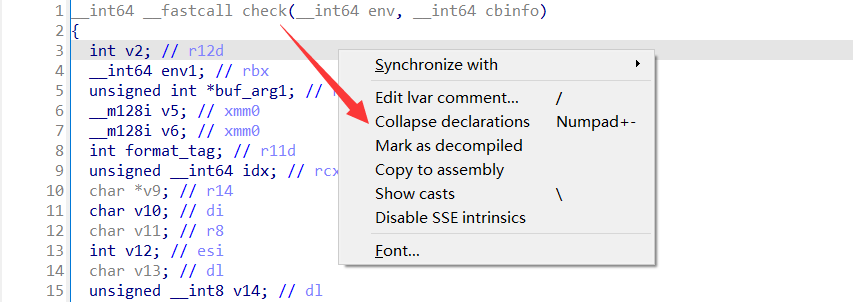 1 __int64 __fastcall check(__int64 env, __int64 cbinfo)
2 {
3 int v2; // r12d
4 __int64 env1; // rbx
5 unsigned int *buf_arg1; //
6 __m128i v5; // xmm0
7 __m128i v6; // xmm0
8 int format_tag; // r11d
9 unsigned __int64 idx; // rcx
10 char *v9; // r14
11 char v10; // di
12 char v11; // r8
13 int v12; // esi
14 char v13; // dl
15 unsigned __int8 v14; // dl
Synchronize with
Edit lvar comment... /
Collapse declarations Numpad+-
Mark as decompiled
Copy to assembly
Show casts \
Disable SSE intrinsics
Font...